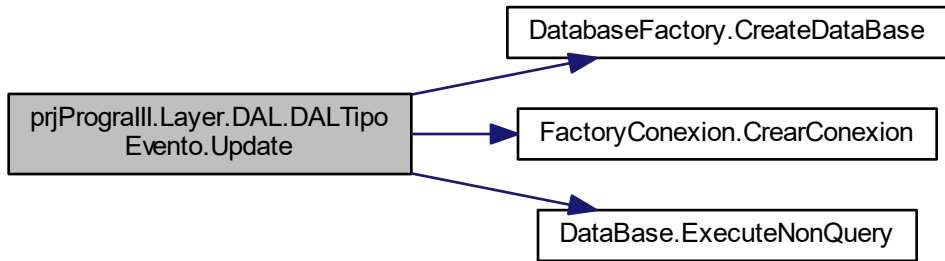 prjPrograIII.Layer.DAL.DALTipo
Evento.Update
DatabaseFactory.CreateDataBase
FactoryConexion.CrearConexion
DataBase.ExecuteNonQuery